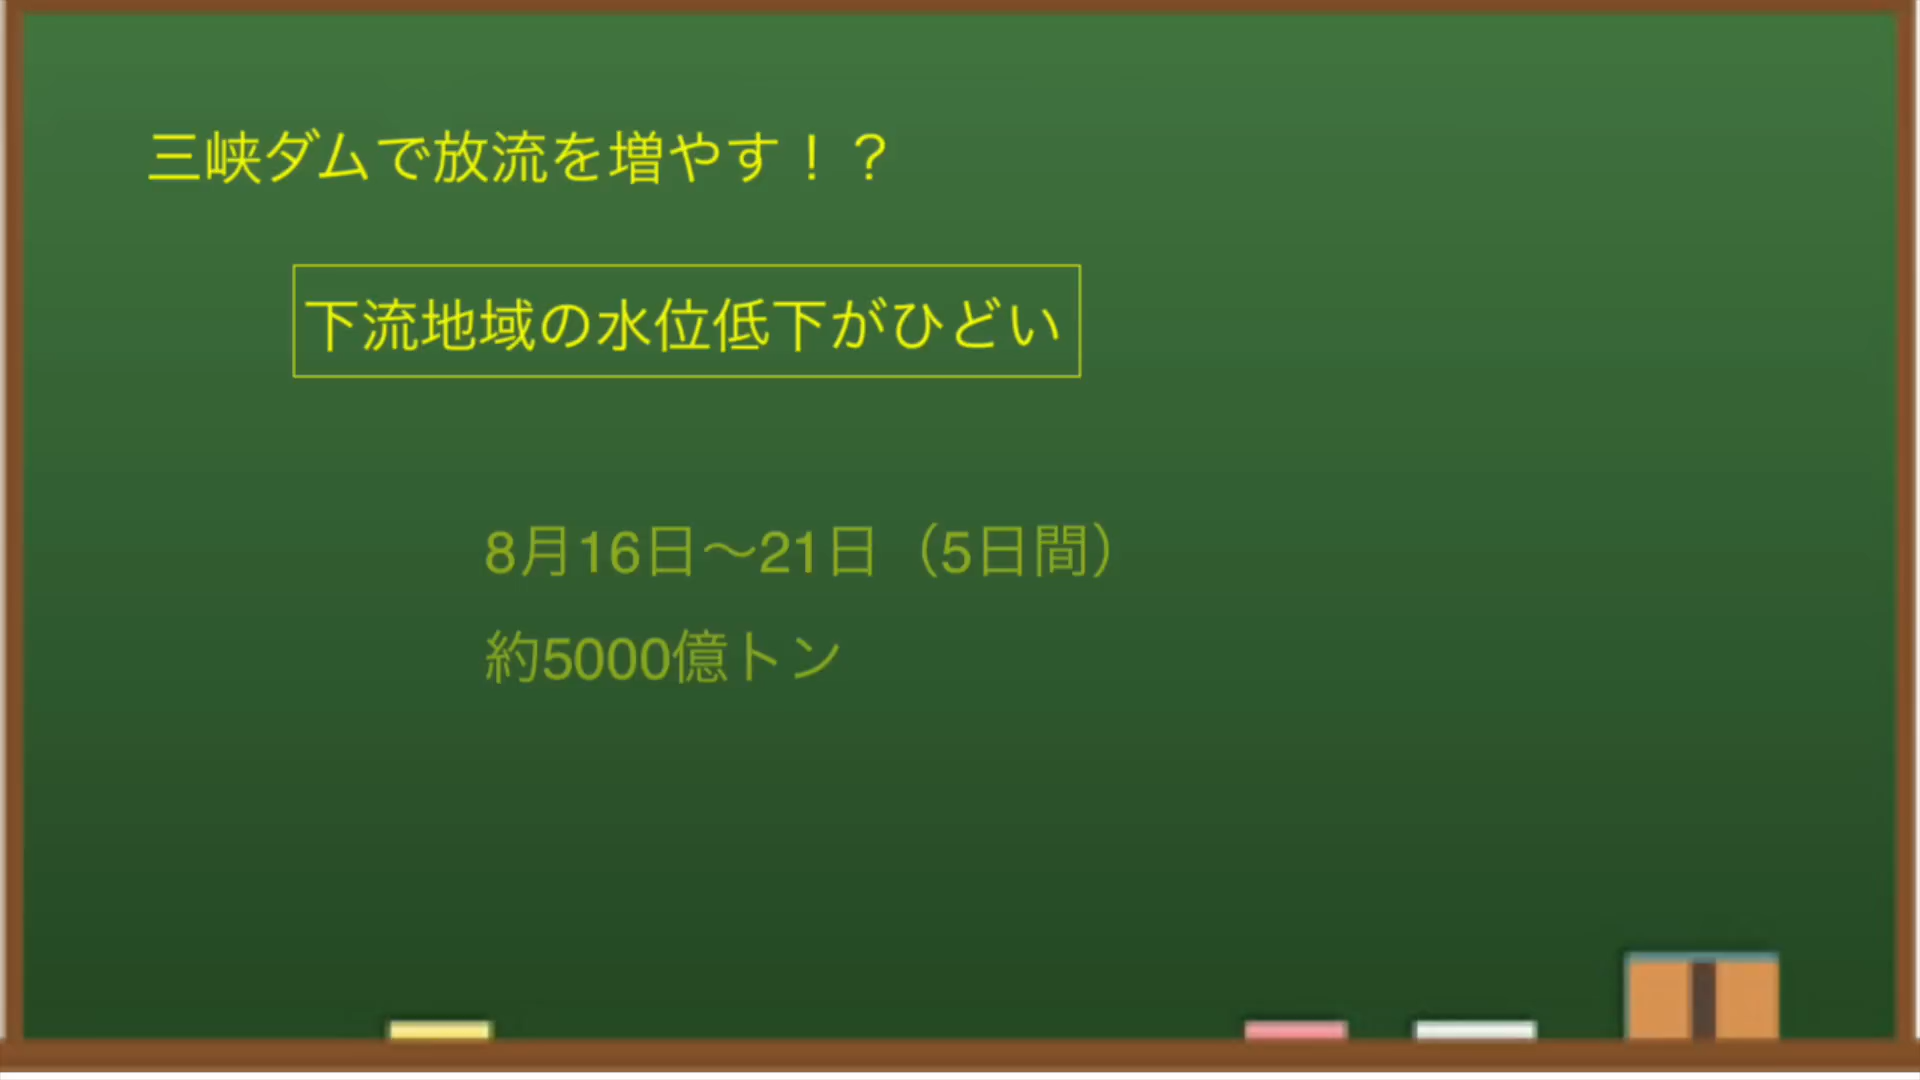 三峡ダムで放流を増やす！？
下流地域の水位低下がひどい
8月16日〜21日（5日間）
約5000億トン